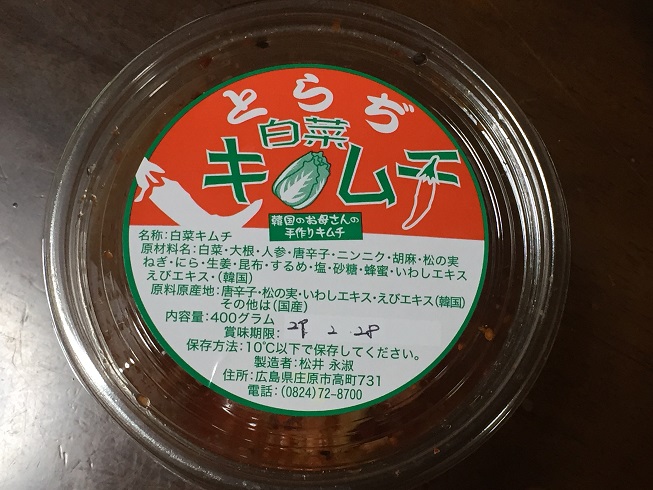 とらぢ
白菜
キムチ
韓国のお母さんの
手作りキムチ
名称:白菜キムチ
原材料名:白菜・大根・人参・唐辛子・ニンニク・胡麻・松の実
ねぎ・にら・生姜・昆布・するめ・塩・砂糖・蜂蜜・いわしエキス
えびエキス・(韓国)
原料原産地:唐辛子・松の実・いわしエキス・えびエキス(韓国)
その他は(国産)
内容量:400グラム
賞味期限: 29 2 28
保存方法:10℃以下で保存してください。
製造者:松井 永淑
住所:広島県庄原市高町731
電話:(0824)72-8700